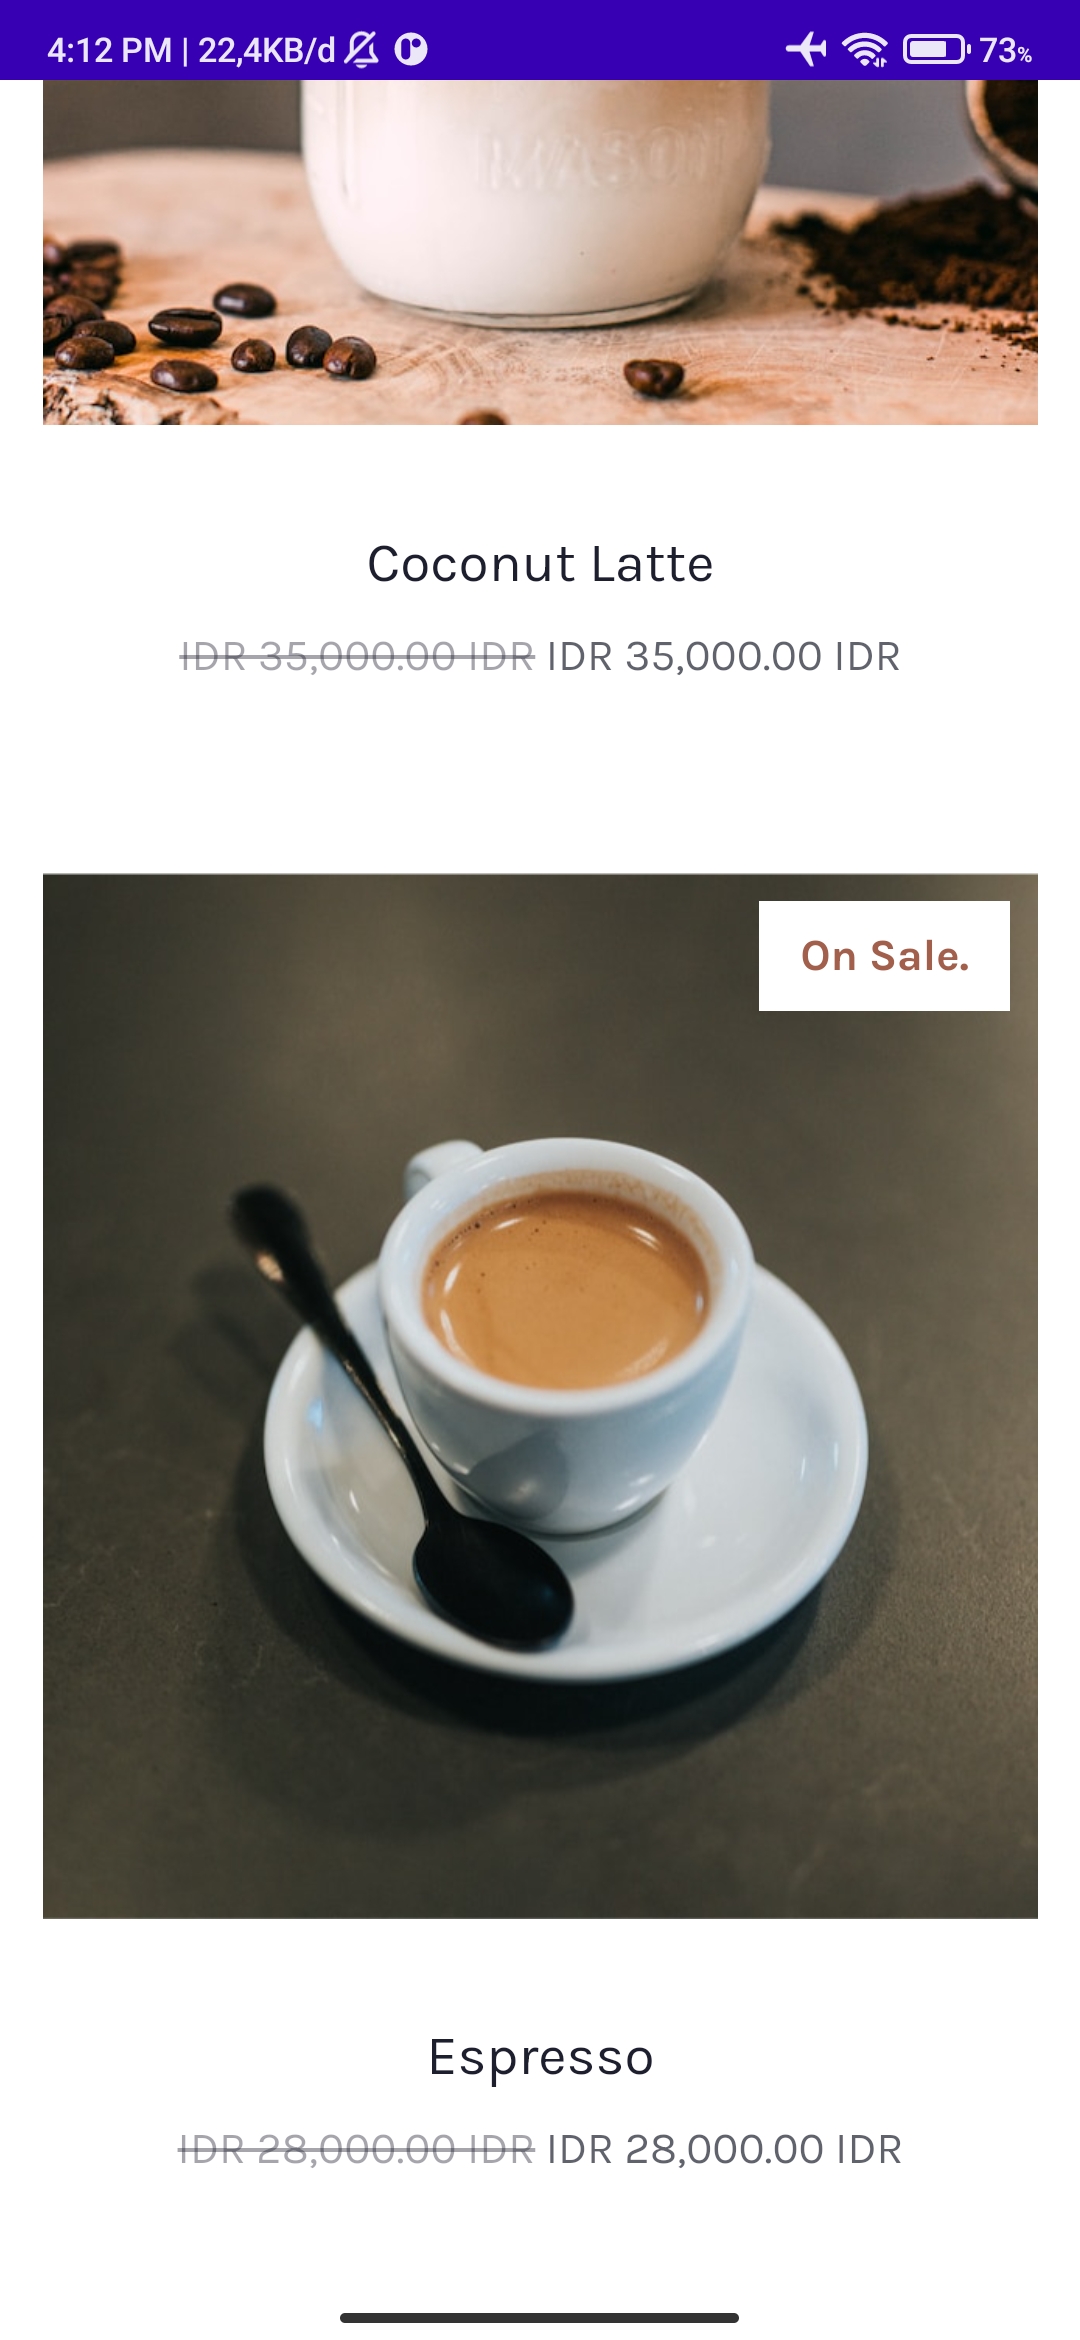 4:12 PM | 22,4KB/d 73%
MASON
Coconut Latte
IDR 35,000.00 IDR IDR 35,000.00 IDR
On Sale.
Espresso
IDR 28,000.00 IDR IDR 28,000.00 IDR